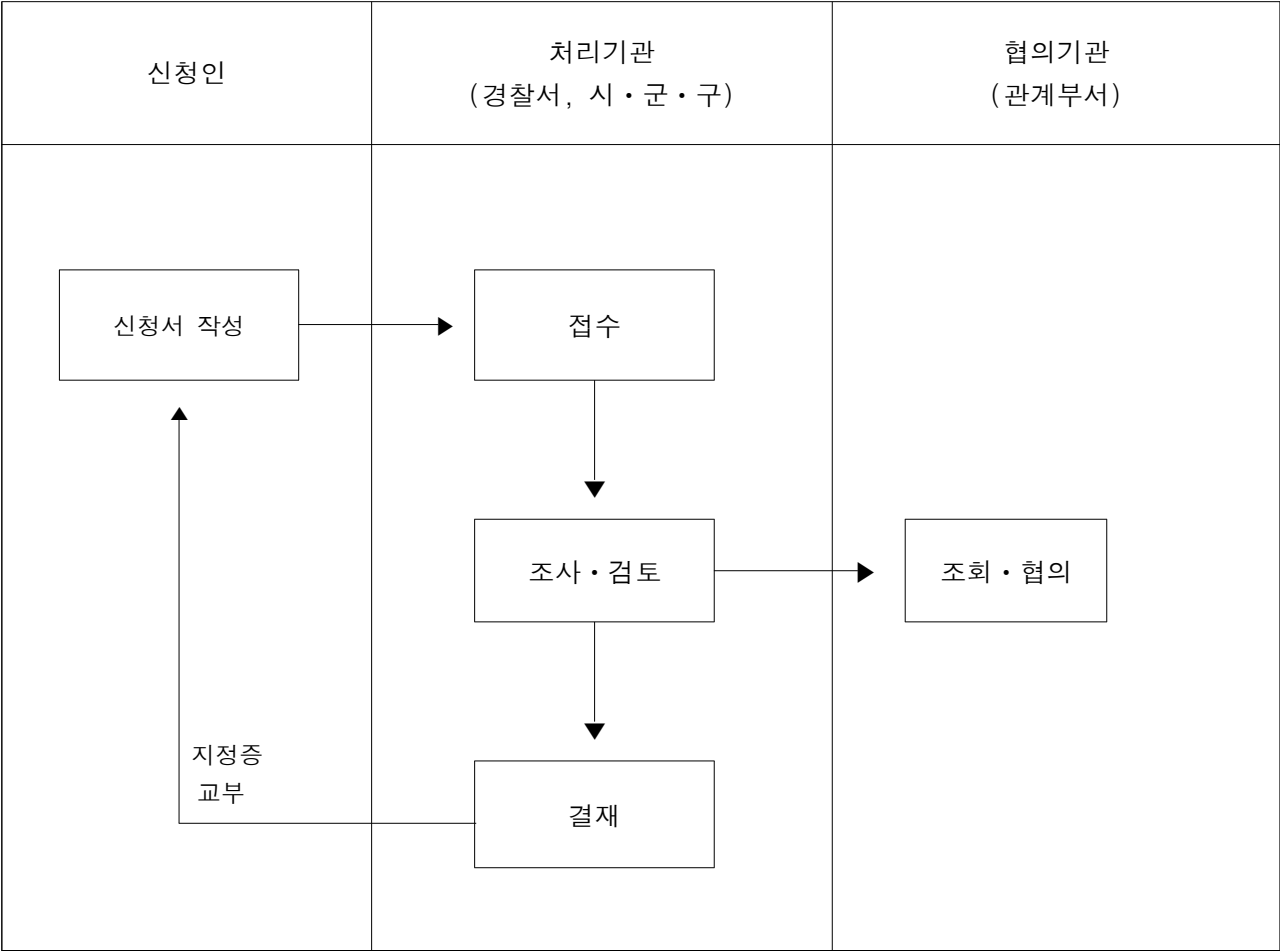 신청인
처리기관
(경찰서, 시・군・구)
협의기관
(관계부서)
신청서 작성
접수
조사・검토
조회・협의
지정증
교부
결재